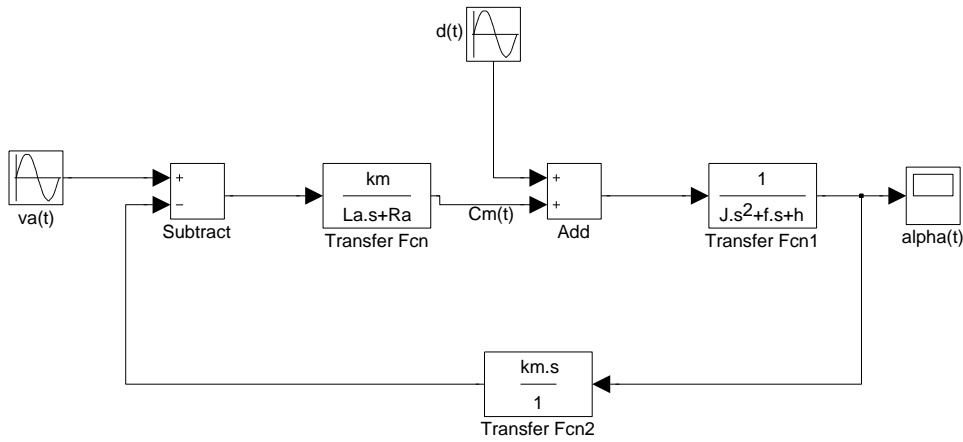 d(t)
va(t)
+
−
Subtract
km
La.s+Ra
Transfer Fcn
Cm(t)
+
+
Add
1
J.s²+f.s+h
Transfer Fcn1
alpha(t)
km.s
1
Transfer Fcn2